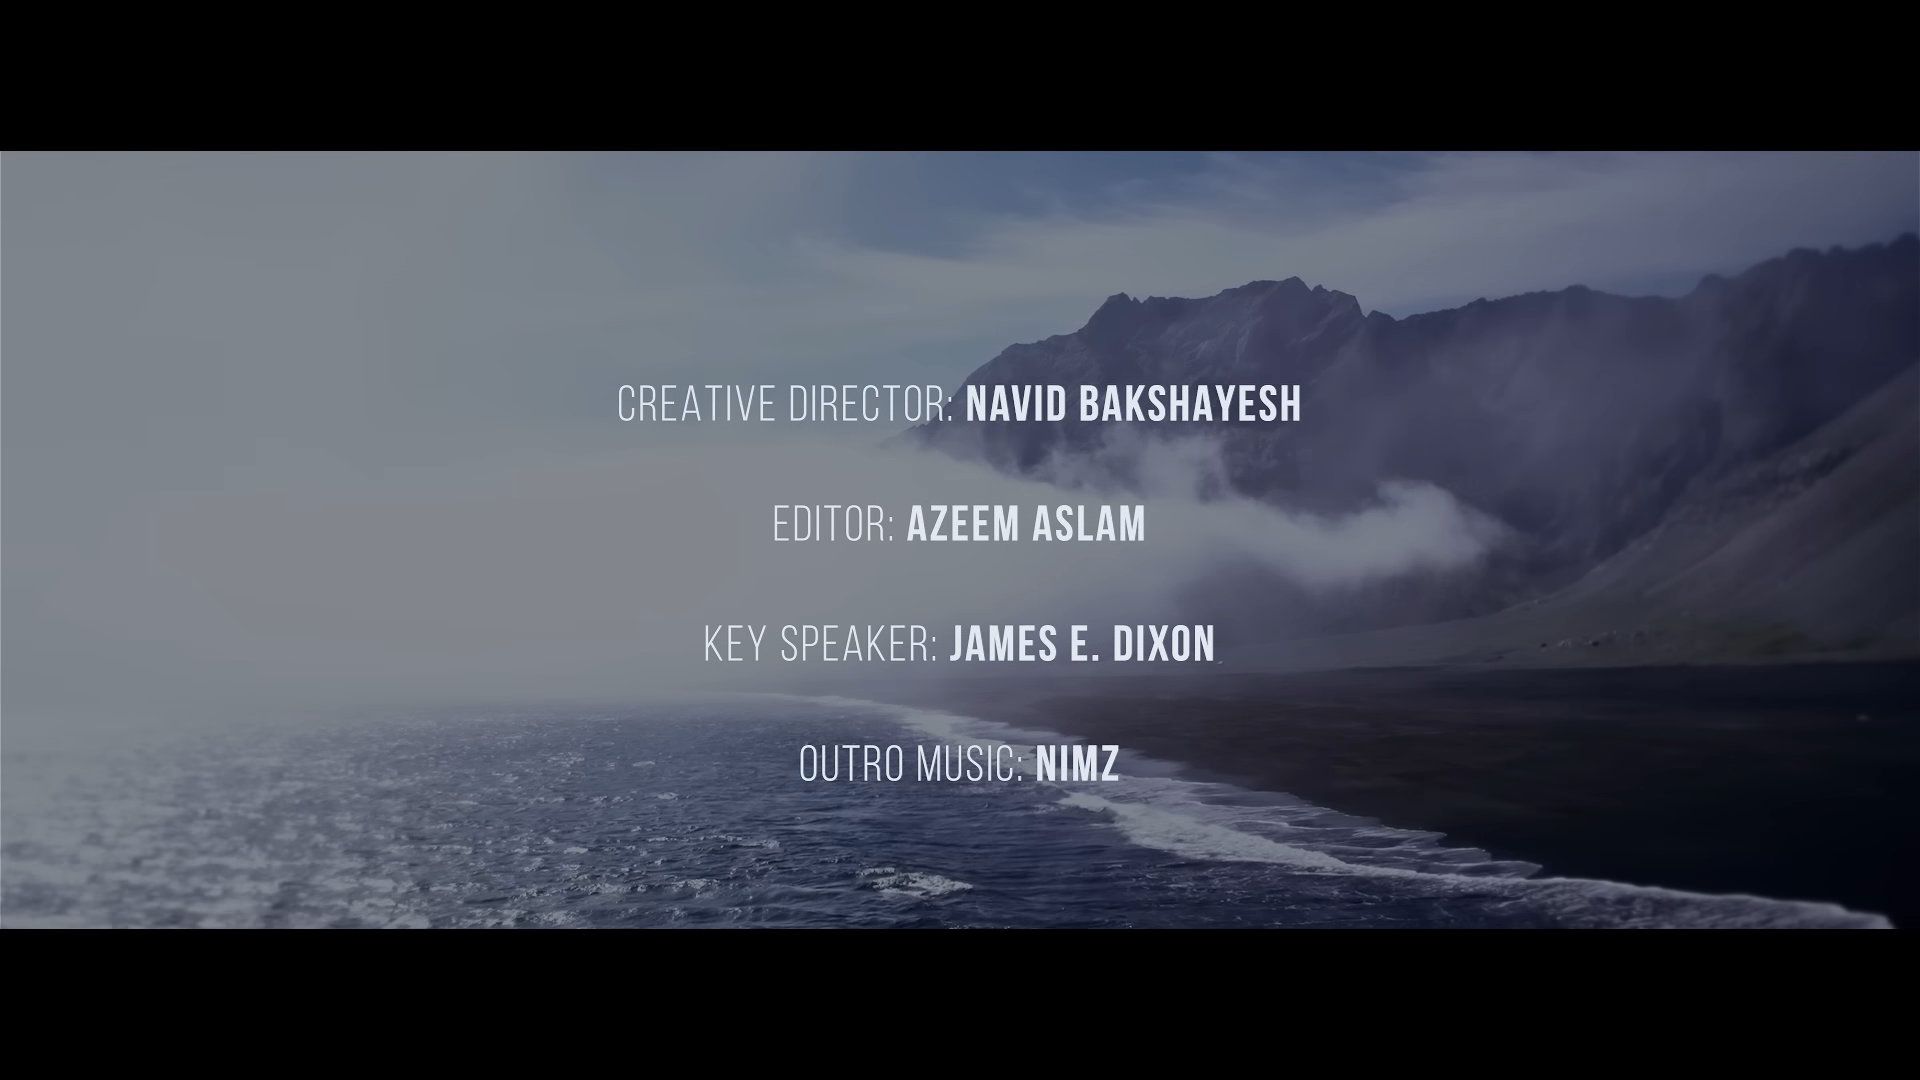 CREATIVE DIRECTOR: NAVID BAKSHAYESH
EDITOR: AZEEM ASLAM
KEY SPEAKER: JAMES E. DIXON
OUTRO MUSIC: NIMZ